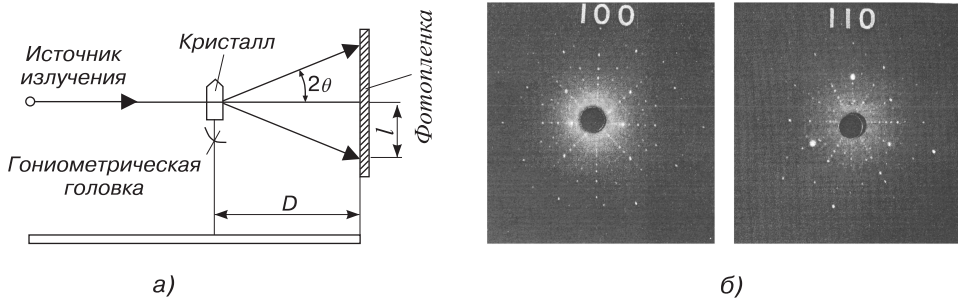 Источник
излучения
Кристалл
2θ
l
Фотопленка
Гониометрическая
головка
D
а)
100
110
б)